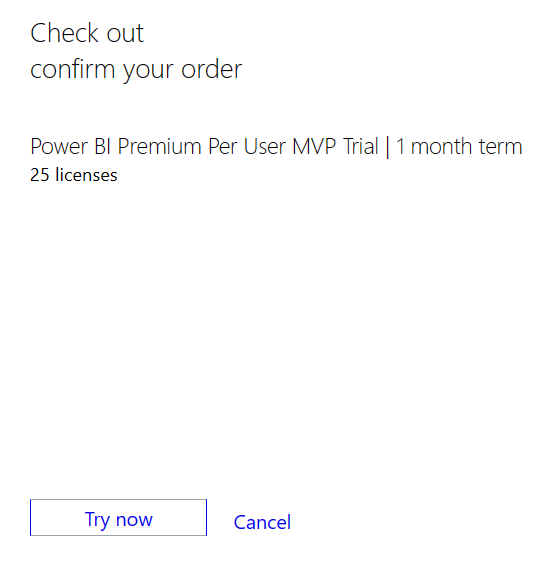 Check out
confirm your order
Power BI Premium Per User MVP Trial | 1 month term
25 licenses
Try now
Cancel